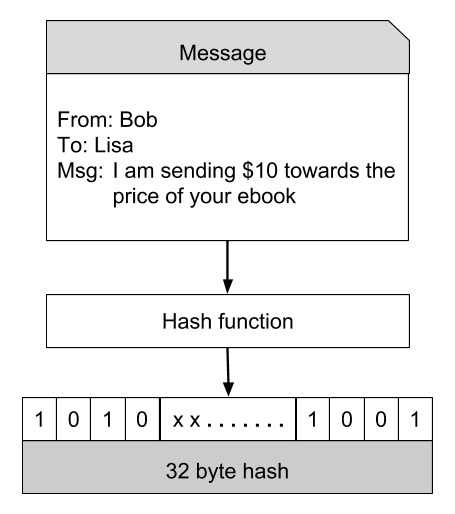 Message
From: Bob
To: Lisa
Msg: I am sending $10 towards the
price of your ebook
Hash function
1 0 1 0 x x . . . . . . . 1 0 0 1
32 byte hash